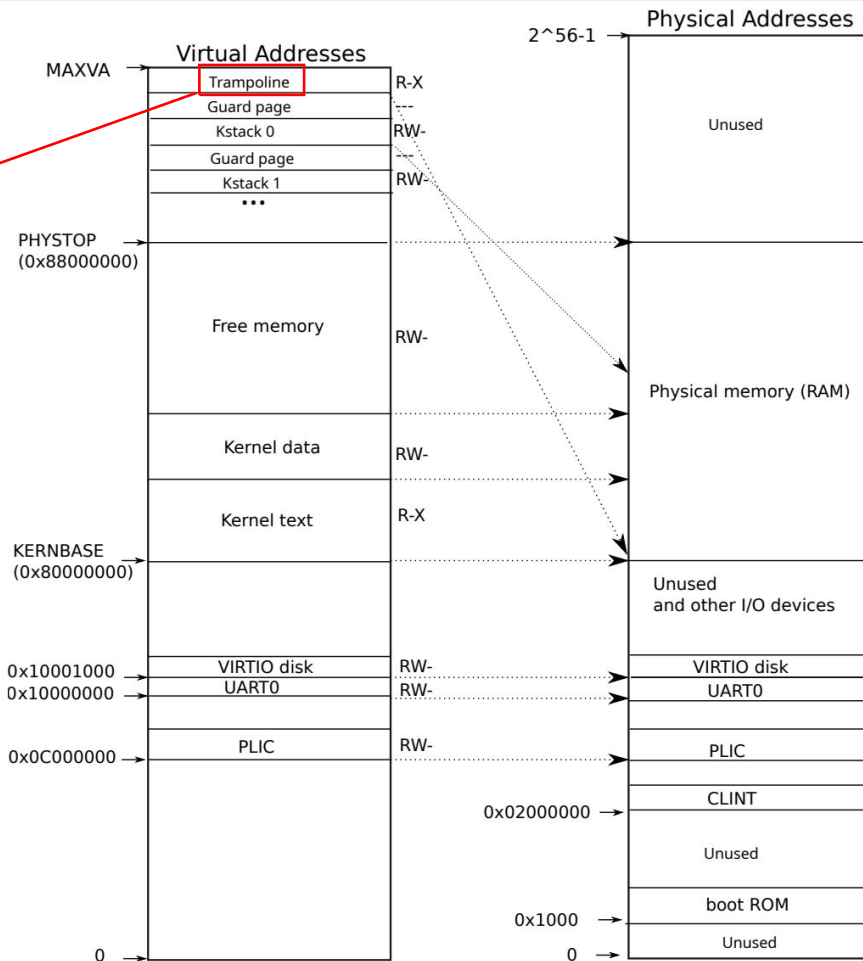 Physical Addresses
2^56-1
Virtual Addresses
MAXVA
Trampoline
R-X
Guard page
---
Unused
Kstack 0
RW-
Guard page
---
Kstack 1
RW-
•••
PHYSTOP
(0x88000000)
Free memory
RW-
Physical memory (RAM)
Kernel data
RW-
Kernel text
R-X
KERNBASE
(0x80000000)
Unused
and other I/O devices
0x10001000
VIRTIO disk
RW-
VIRTIO disk
0x10000000
UART0
RW-
UART0
0x0C000000
PLIC
RW-
PLIC
CLINT
0x02000000
Unused
boot ROM
0x1000
Unused
0
0